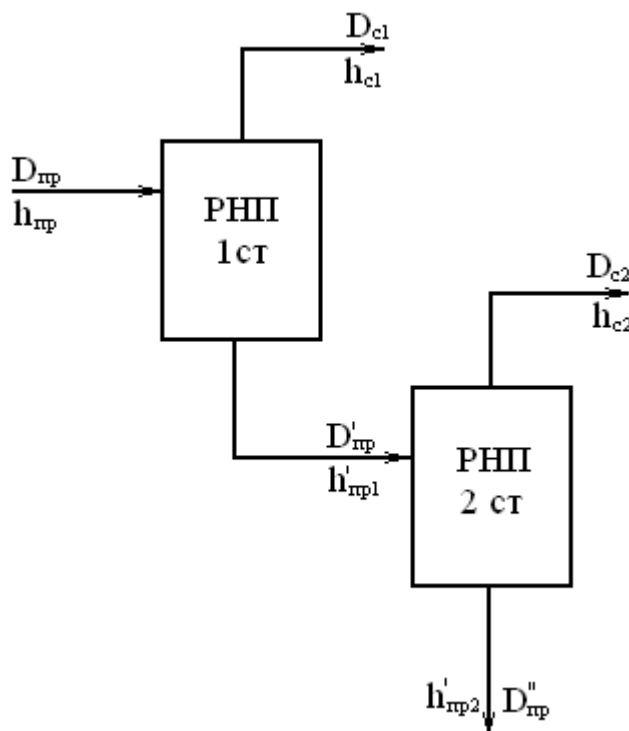 D_c1
h_c1
D_пр
h_пр
РНП
1ст
D_c2
h_c2
D'_пр
h'_пр1
РНП
2 ст
h'_пр2 D"_пр